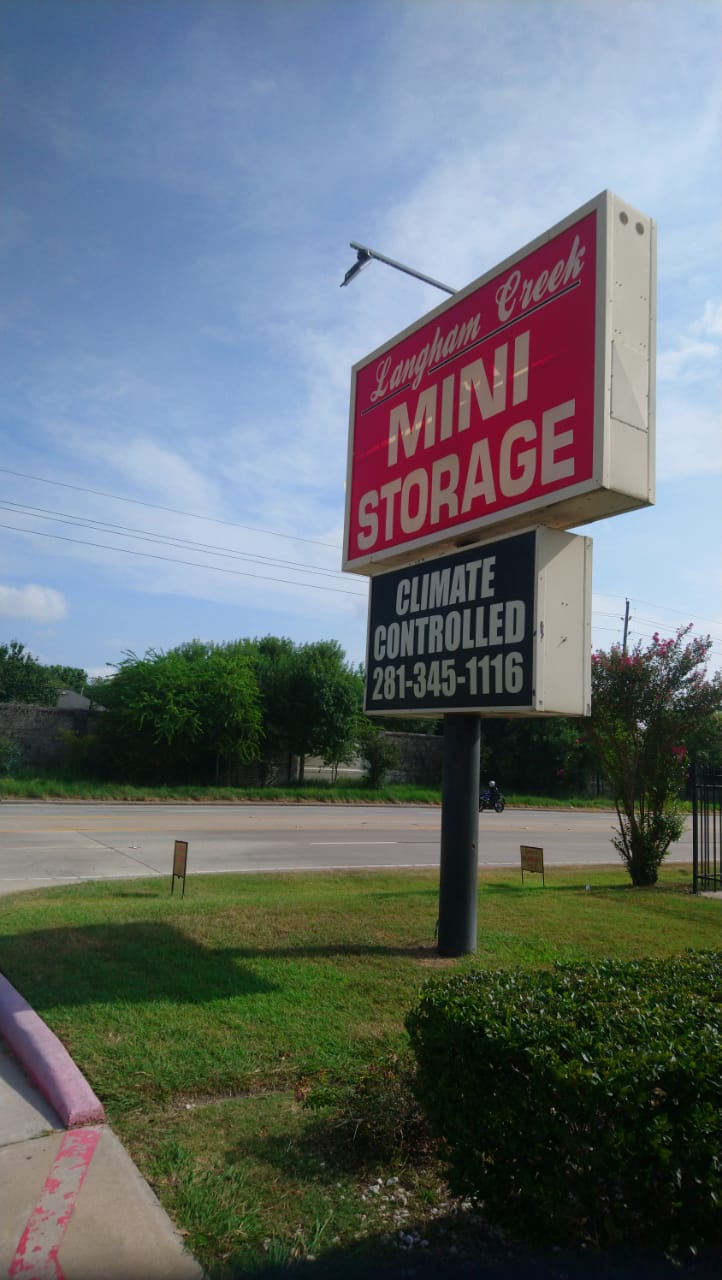 Langham Creek
MINI
STORAGE
CLIMATE
CONTROLLED
281-345-1116